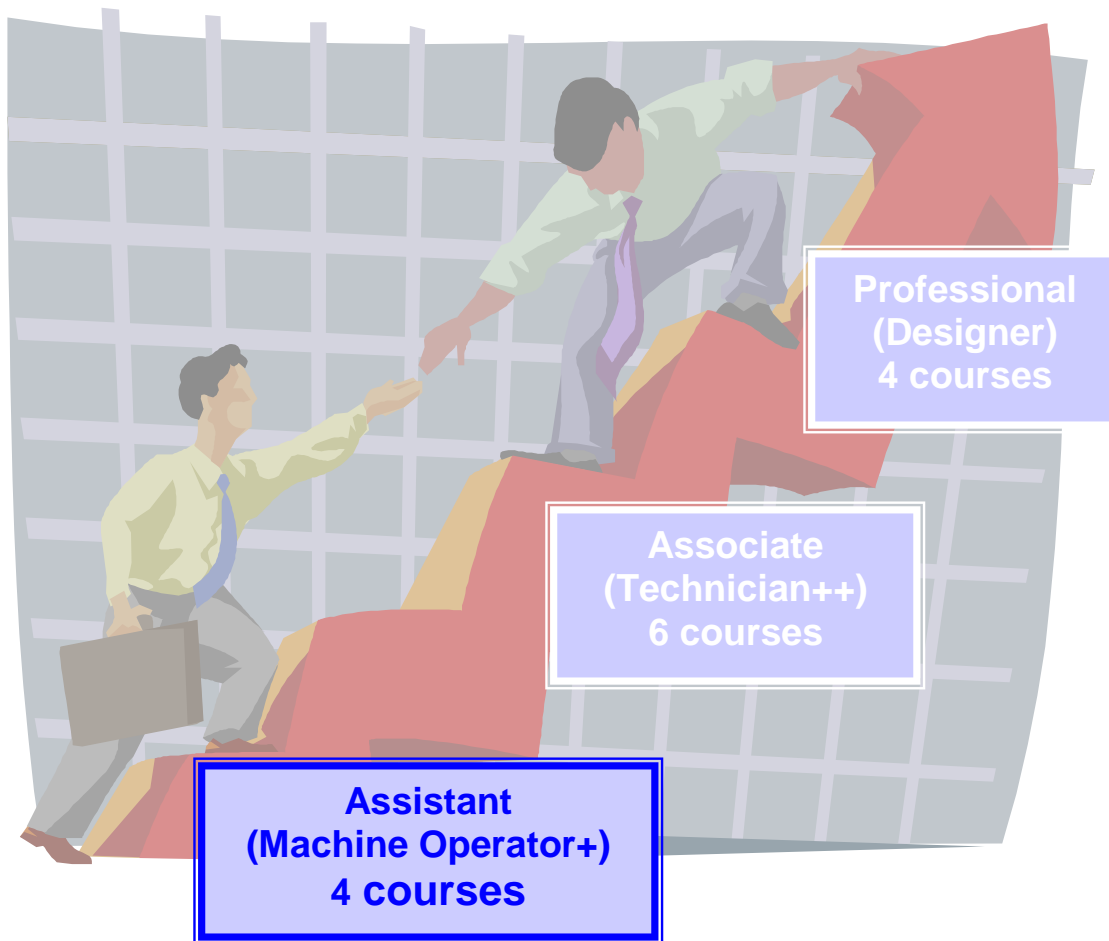 Professional
(Designer)
4 courses
Associate
(Technician++)
6 courses
Assistant
(Machine Operator+)
4 courses